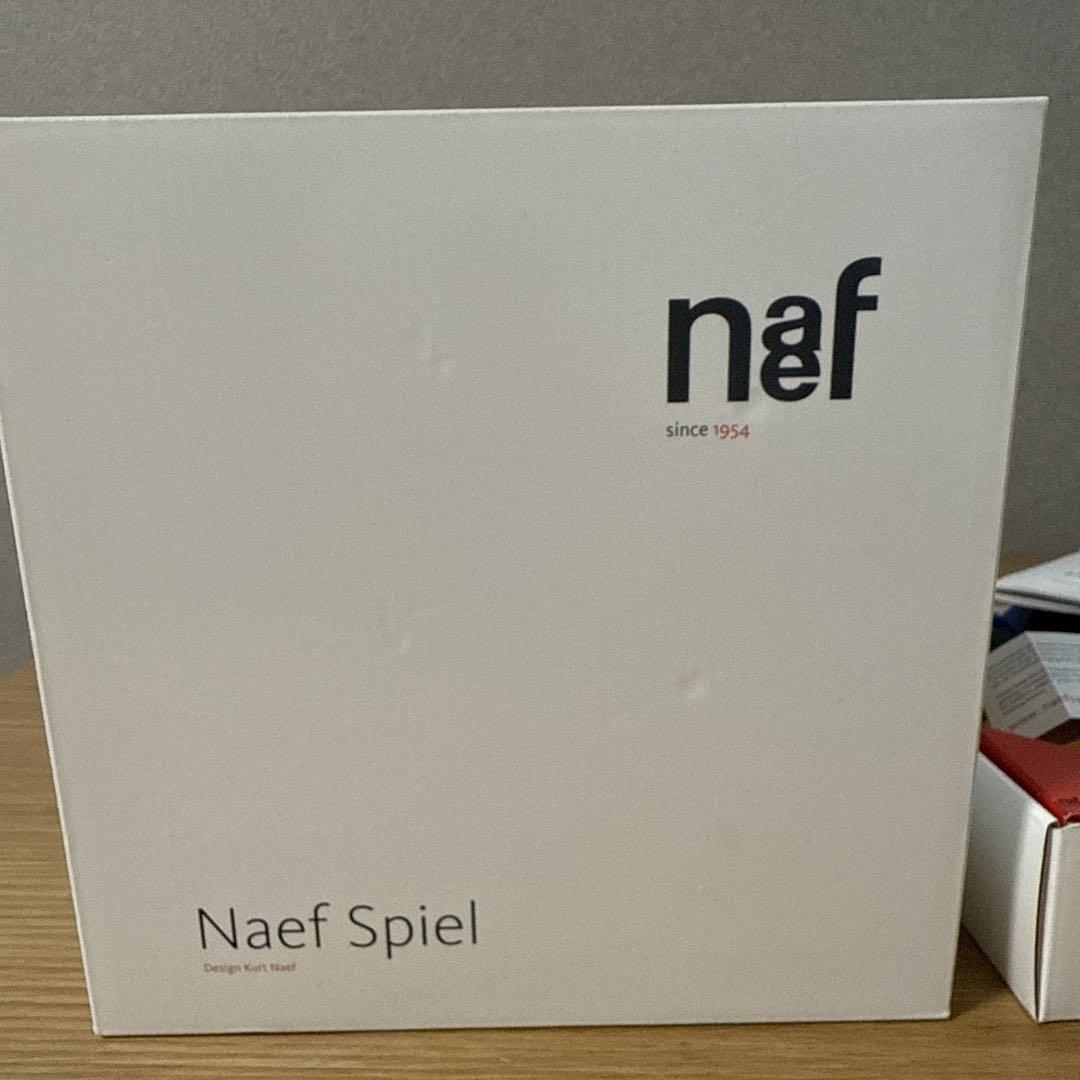 naef
since 1954
Naef Spiel
Design Kurt Naef